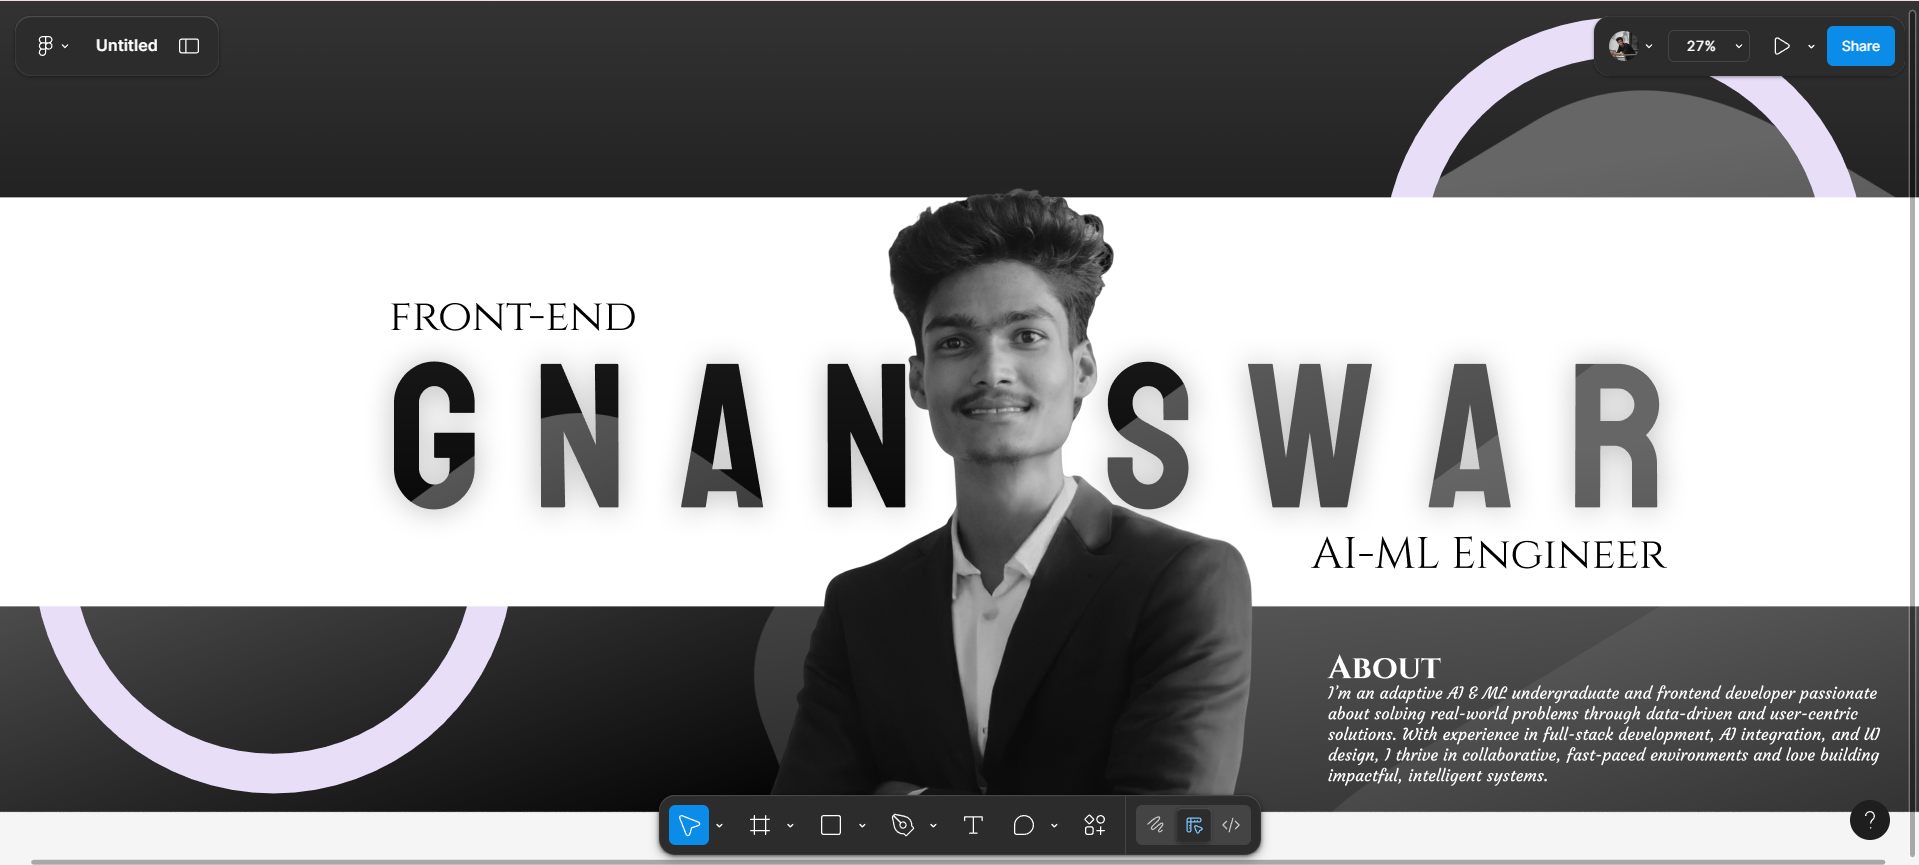 Untitled
27%
Share
FRONT-END
GNAN SWAR
AI-ML ENGINEER
ABOUT
I'm an adaptive AI & ML undergraduate and frontend developer passionate
about solving real-world problems through data-driven and user-centric
solutions. With experience in full-stack development, AI integration, and UI
design, I thrive in collaborative, fast-paced environments and love building
impactful, intelligent systems.